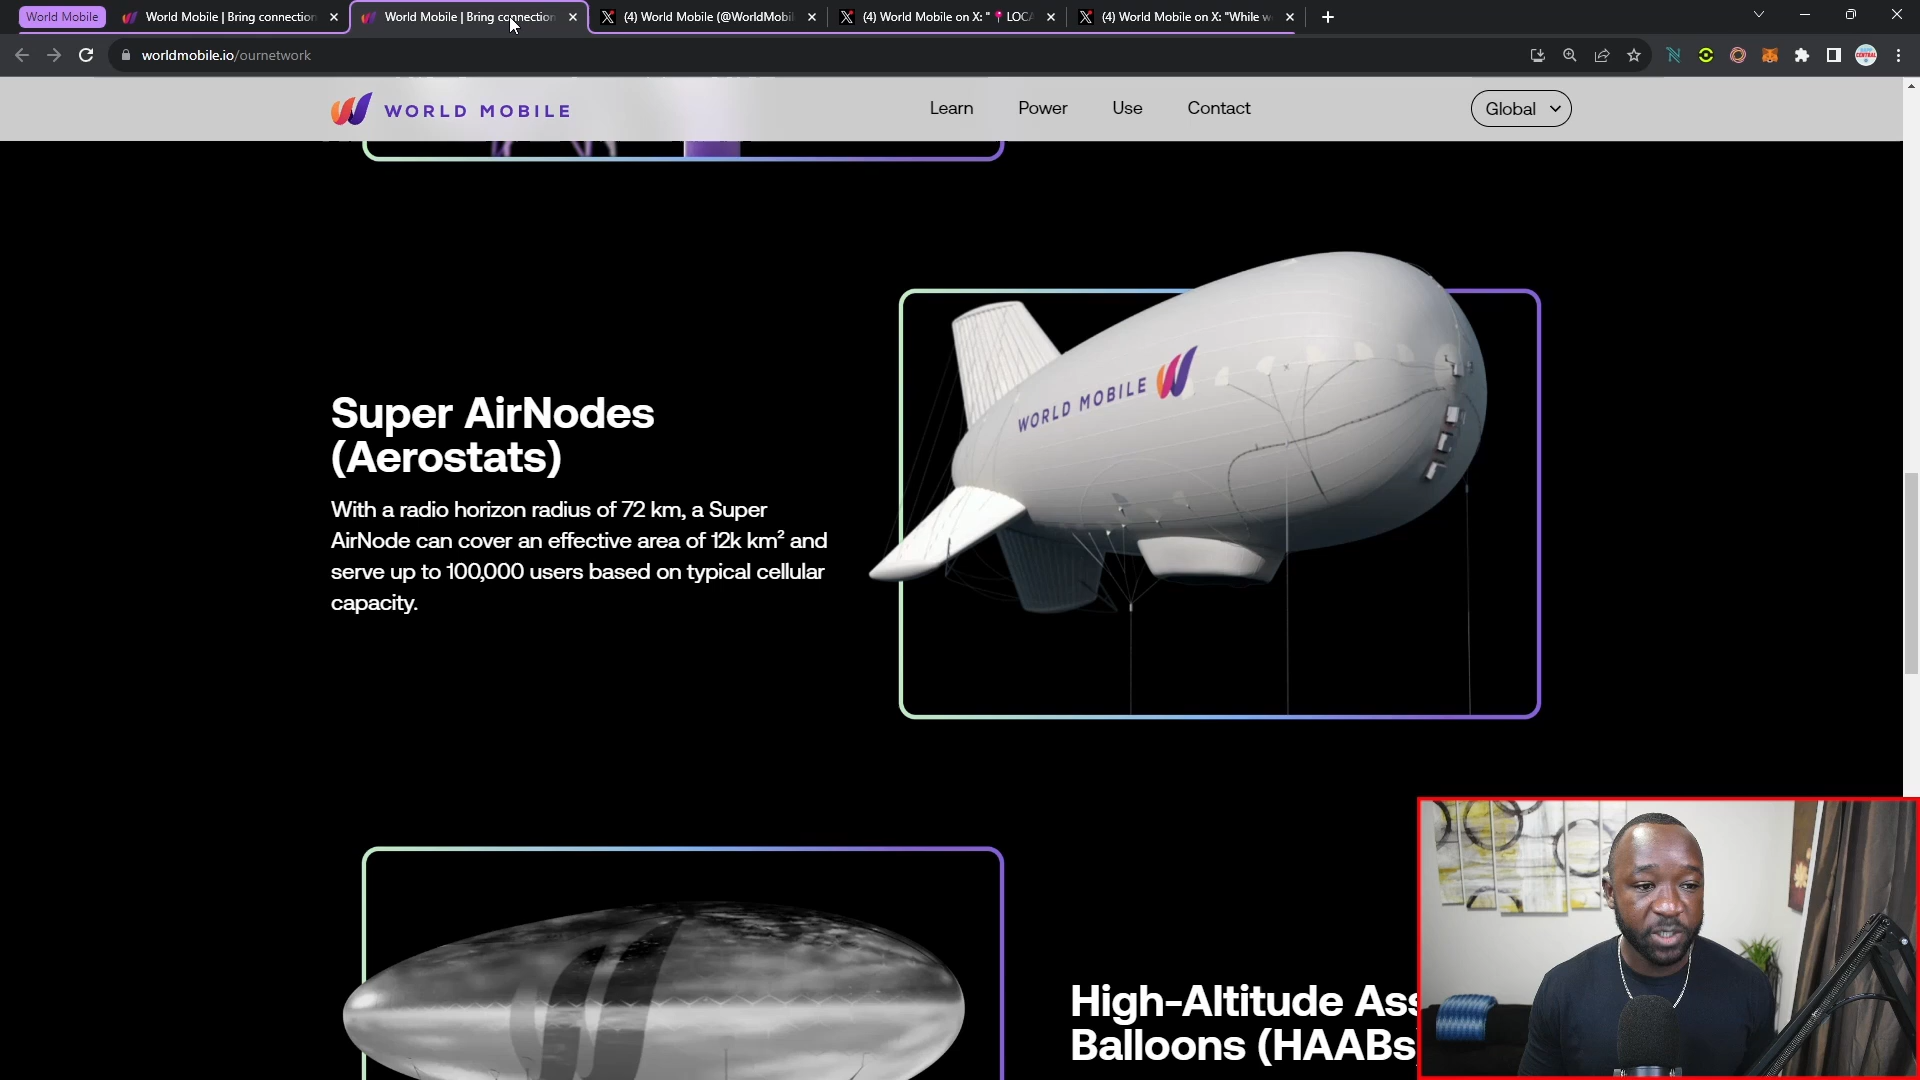 World Mobile
World Mobile | Bring connection
World Mobile | Bring connection
(4) World Mobile (@WorldMobi
(4) World Mobile on X: "📍LOCA
(4) World Mobile on X: "While w
worldmobile.io/ournetwork
WORLD MOBILE
Learn
Power
Use
Contact
Global
WORLD MOBILE
Super AirNodes
(Aerostats)
With a radio horizon radius of 72 km, a Super
AirNode can cover an effective area of 12k km² and
serve up to 100,000 users based on typical cellular
capacity.
High-Altitude Ass
Balloons (HAABs